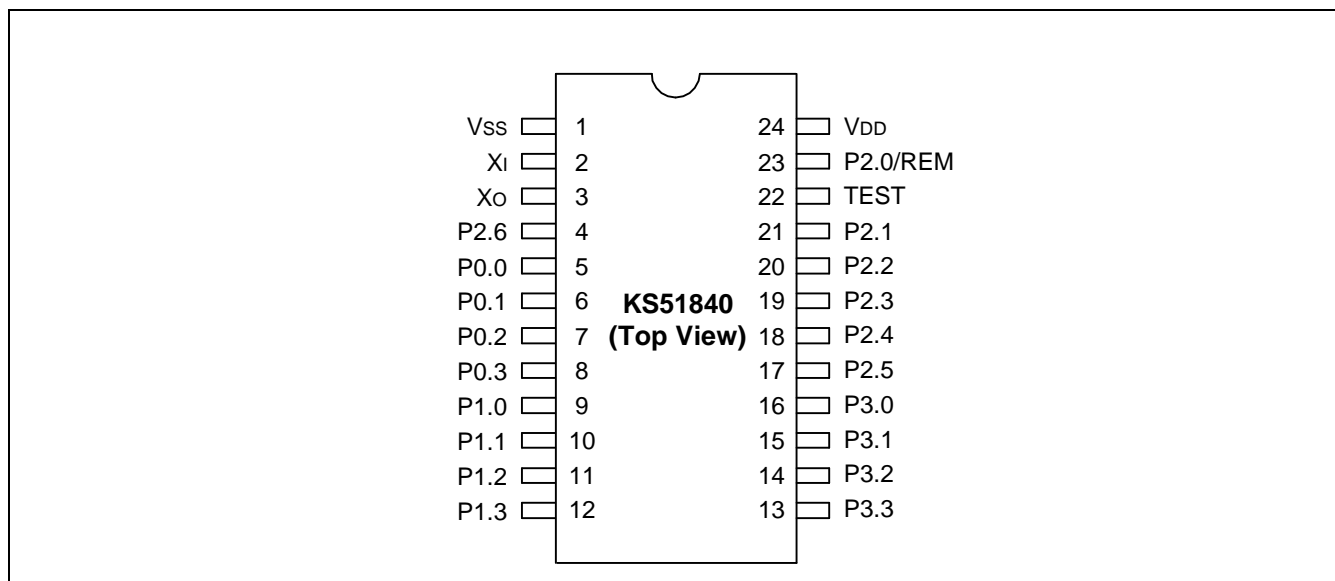 Vss 1 24 VDD
XI 2 23 P2.0/REM
XO 3 22 TEST
P2.6 4 21 P2.1
P0.0 5 20 P2.2
P0.1 6 KS51840 19 P2.3
P0.2 7 (Top View) 18 P2.4
P0.3 8 17 P2.5
P1.0 9 16 P3.0
P1.1 10 15 P3.1
P1.2 11 14 P3.2
P1.3 12 13 P3.3